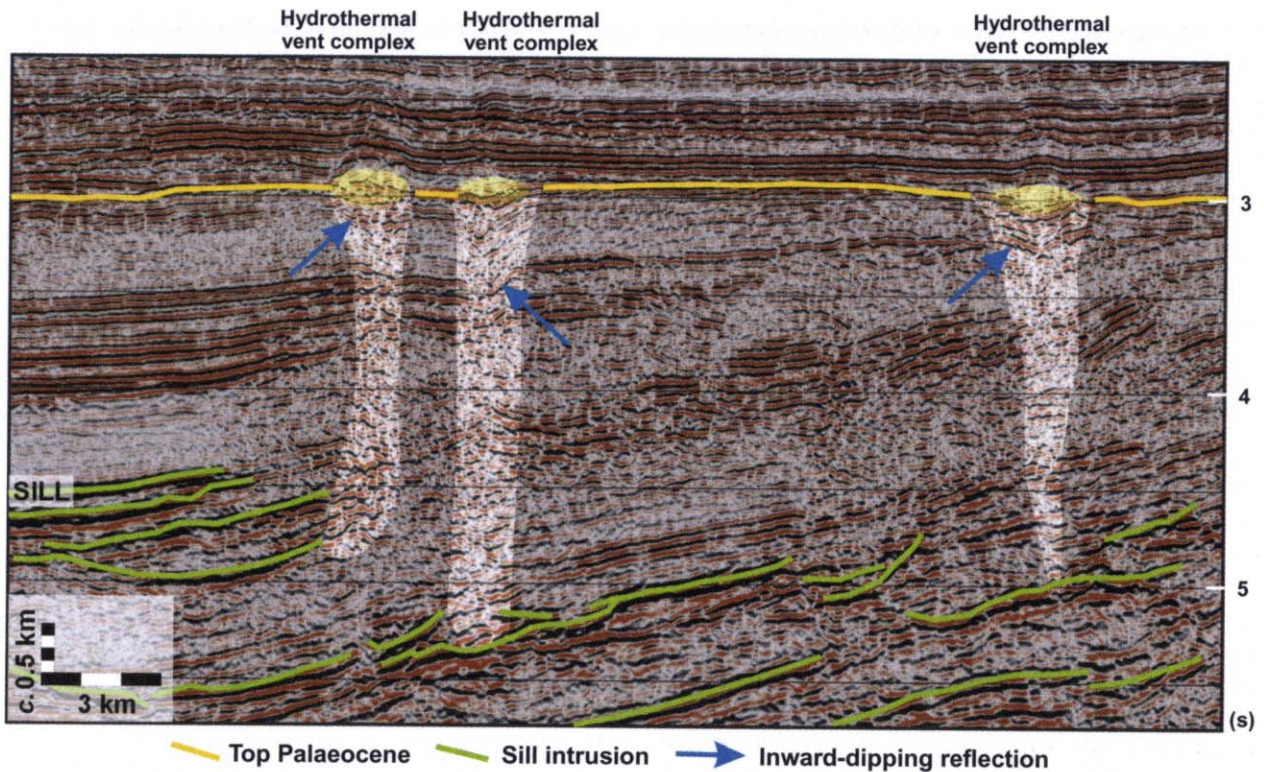 Hydrothermal
vent complex
Hydrothermal
vent complex
Hydrothermal
vent complex
3
4
SILL
5
c. 0.5 km
3 km
(s)
Top Palaeocene
Sill intrusion
Inward-dipping reflection